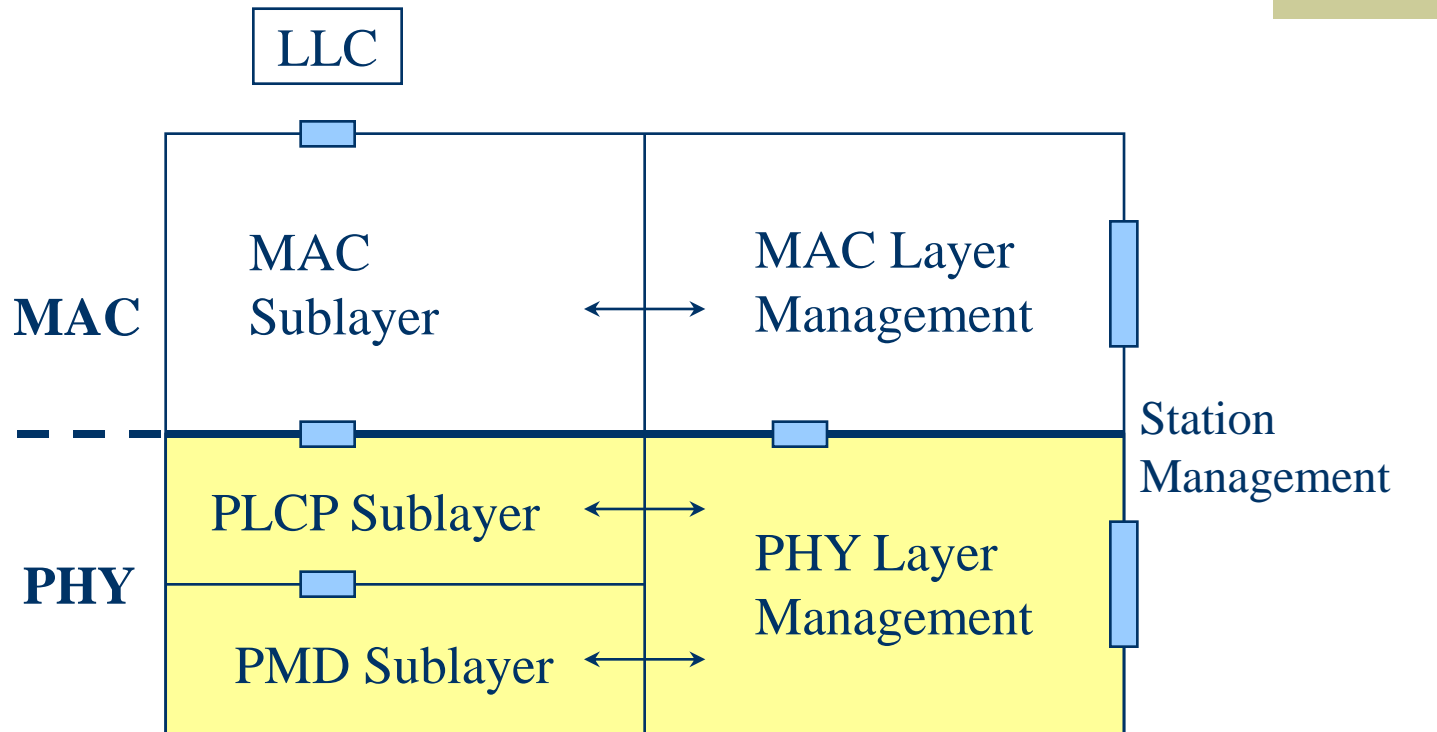 LLC
MAC
MAC
Sublayer
MAC Layer
Management
Station
Management
PHY
PLCP Sublayer
PMD Sublayer
PHY Layer
Management